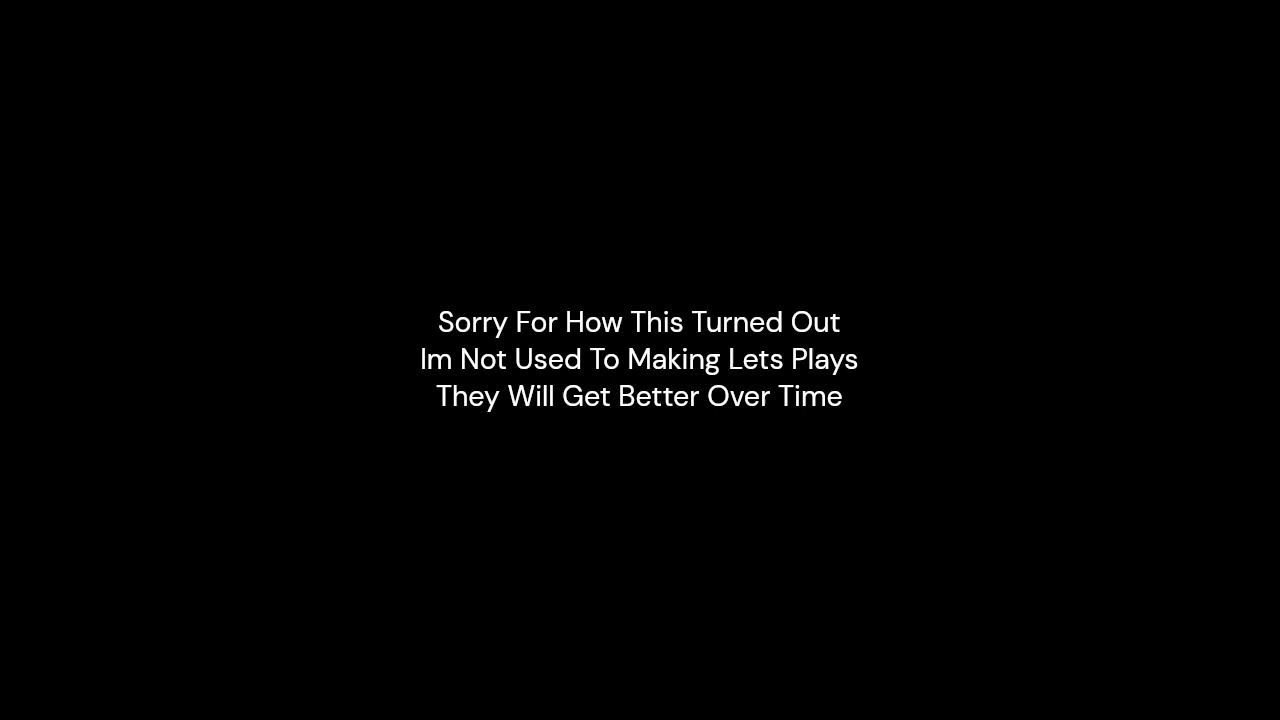 Sorry For How This Turned Out
Im Not Used To Making Lets Plays
They Will Get Better Over Time